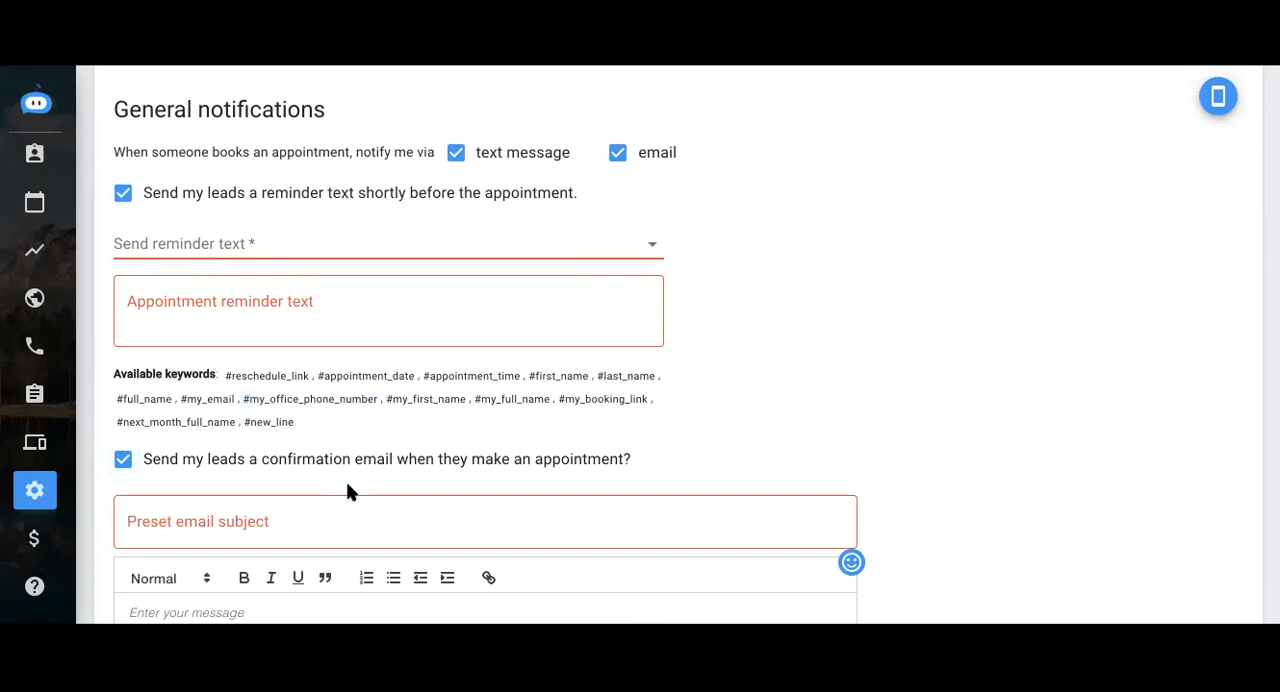 General notifications
When someone books an appointment, notify me via text message email
Send my leads a reminder text shortly before the appointment.
Send reminder text *
Appointment reminder text
Available keywords: #reschedule_link , #appointment_date , #appointment_time , #first_name , #last_name ,
#full_name , #my_email , #my_office_phone_number , #my_first_name , #my_full_name , #my_booking_link ,
#next_month_full_name , #new_line
Send my leads a confirmation email when they make an appointment?
Preset email subject
Normal B I U
Enter your message